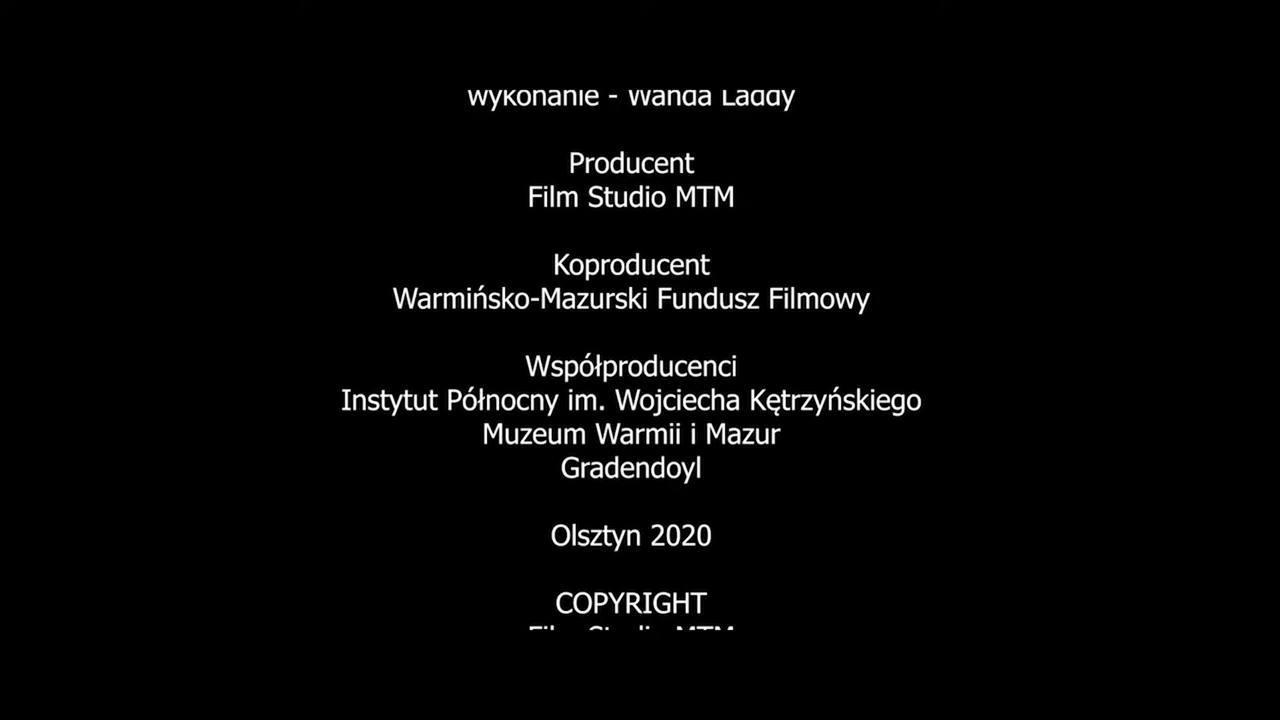 wykonanie - Wanda Laddy
Producent
Film Studio MTM
Koproducent
Warmińsko-Mazurski Fundusz Filmowy
Współproducenci
Instytut Północny im. Wojciecha Kętrzyńskiego
Muzeum Warmii i Mazur
Gradendoyl
Olsztyn 2020
COPYRIGHT
Film Studio MTM